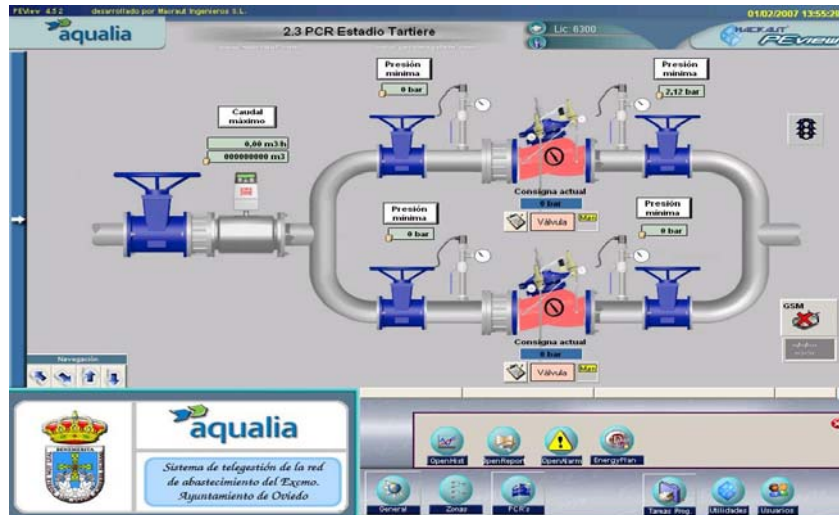 PEView 4.5.2 desarrollado por Macraut Ingenieros S.L.
01/02/2007 13:55:20
aqualia
2.3 PCR Estadio Tartiere
Lic: 6300
MACRAUT
PEview
Presión
mínima
0 bar
Presión
mínima
2,12 bar
Caudal
máximo
0,00 m3/h
000000000 m3
Consigna actual
0 bar
Válvula
Man
Presión
mínima
0 bar
Presión
mínima
0 bar
GSM
Consigna actual
0 bar
Válvula
Man
Navegación
aqualia
Sistema de telegestión de la red
de abastecimiento del Excmo.
Ayuntamiento de Oviedo
OpenHist
OpenReport
OpenAlarm
EnergyPlan
General
Zonas
PCR's
Tareas Prog.
Utilidades
Usuarios